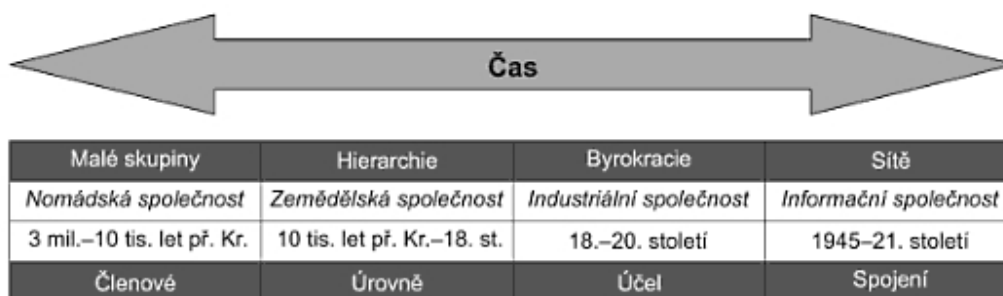 Čas
Malé skupiny Hierarchie Byrokracie Sítě
Nomádská společnost Zemědělská společnost Industriální společnost Informační společnost
3 mil.–10 tis. let př. Kr. 10 tis. let př. Kr.–18. st. 18.–20. století 1945–21. století
Členové Úrovně Účel Spojení